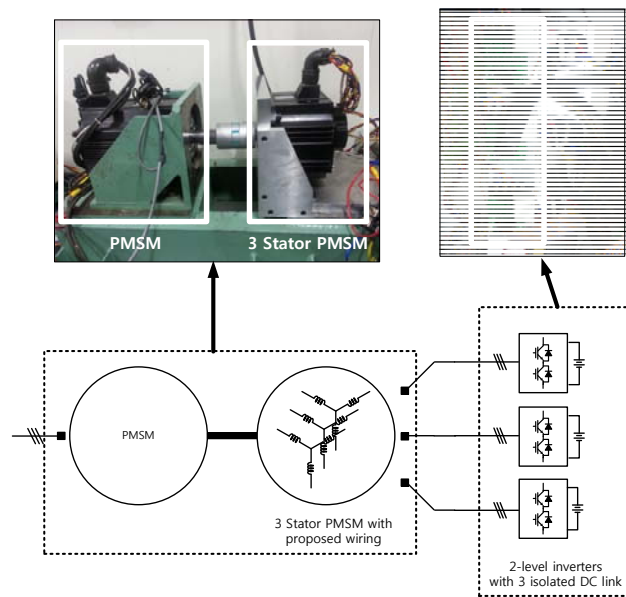 PMSM
3 Stator PMSM
PMSM
3 Stator PMSM with
proposed wiring
2-level inverters
with 3 isolated DC link